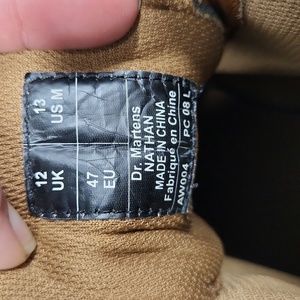 13
US M
12
UK
47
EU
Dr. Martens
NATHAN
MADE IN CHINA
Fabriqué en Chine
AW004 PC 08 L